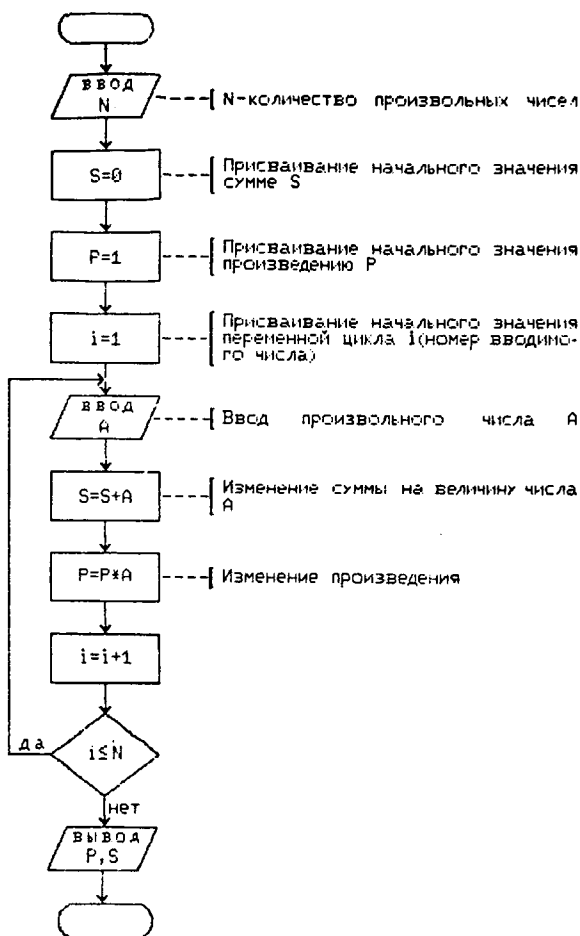 ВВОД
N
N-количество произвольных чисел
S=0
Присваивание начального значения
сумме S
P=1
Присваивание начального значения
произведению P
i=1
Присваивание начального значения
переменной цикла i(номер вводимо-
го числа)
ВВОД
A
Ввод произвольного числа A
S=S+A
Изменение суммы на величину числа
A
P=P*A
Изменение произведения
i=i+1
да
i≤N
нет
ВЫВОД
P,S